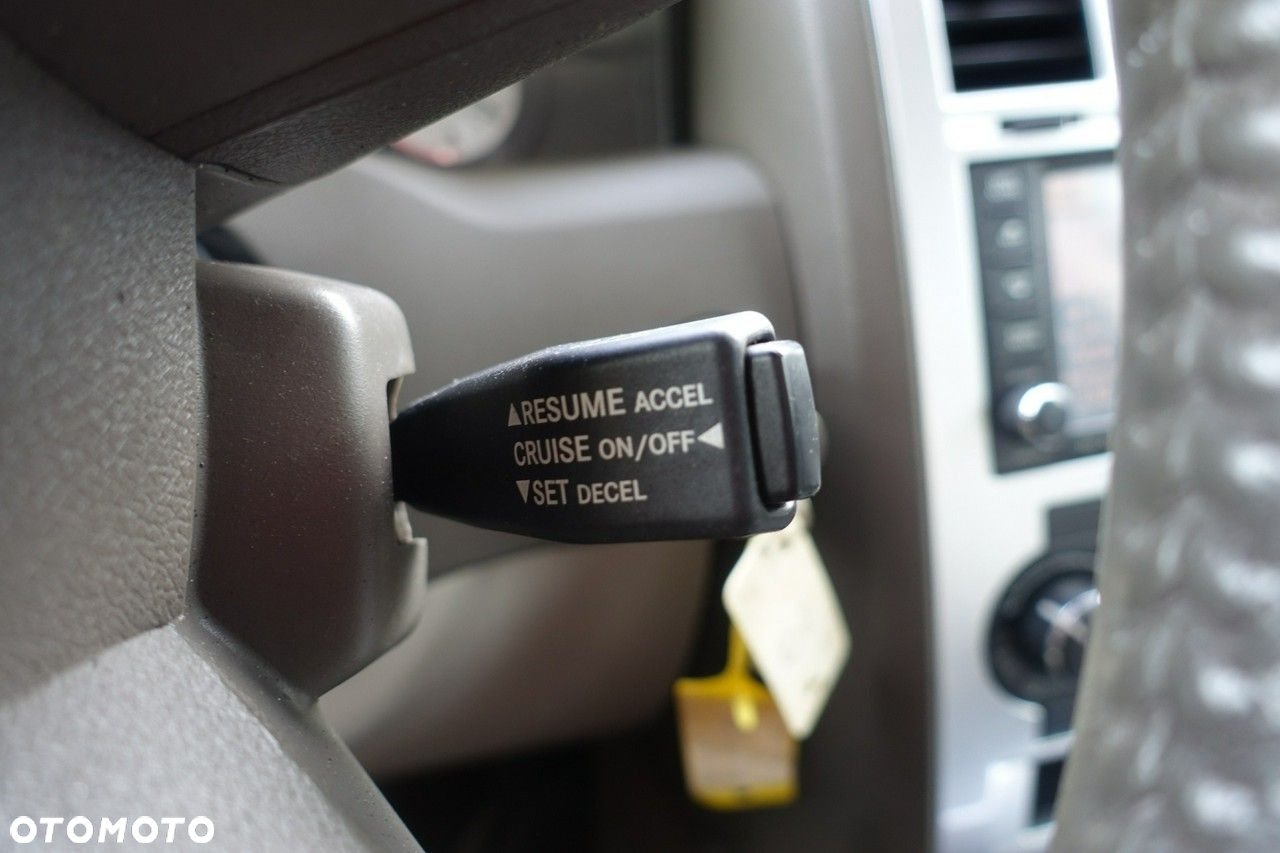 ▲RESUME ACCEL
CRUISE ON/OFF◀
▼SET DECEL
OTOMOTO